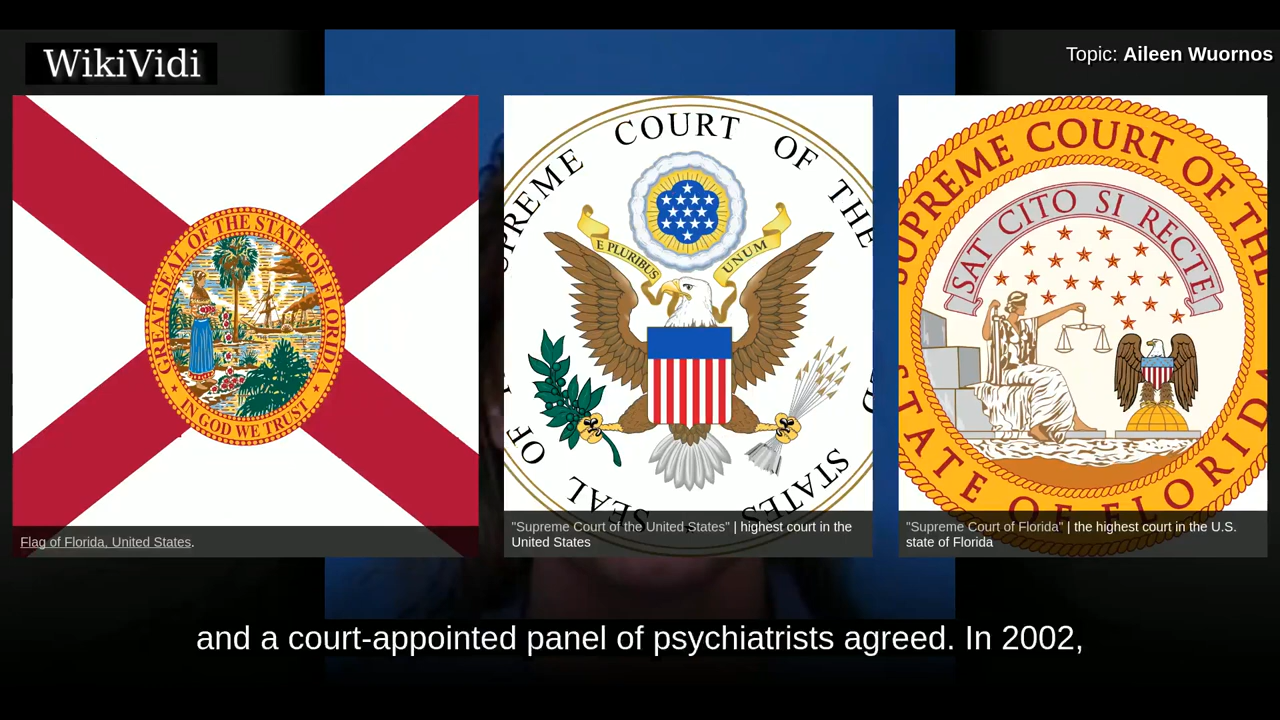 WikiVidi
Topic: Aileen Wuornos
GREAT SEAL OF THE STATE OF FLORIDA
IN GOD WE TRUST
Flag of Florida, United States.
SUPREME COURT OF THE
STATES
SEAL OF
E PLURIBUS UNUM
"Supreme Court of the United States" | highest court in the
United States
SUPREME COURT OF THE
STATE OF FLORIDA
SAT CITO SI RECTE
"Supreme Court of Florida" | the highest court in the U.S.
state of Florida
and a court-appointed panel of psychiatrists agreed. In 2002,